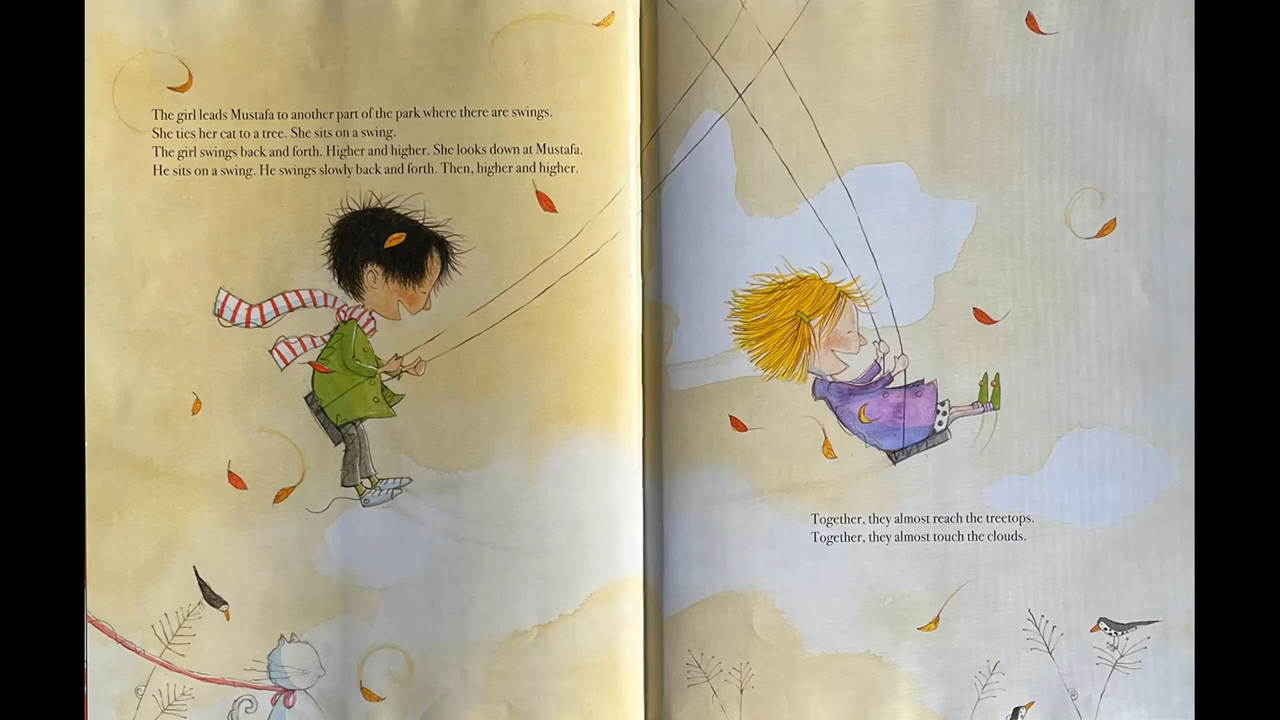 The girl leads Mustafa to another part of the park where there are swings.
She ties her cat to a tree. She sits on a swing.
The girl swings back and forth. Higher and higher. She looks down at Mustafa.
He sits on a swing. He swings slowly back and forth. Then, higher and higher.
Together, they almost reach the treetops.
Together, they almost touch the clouds.